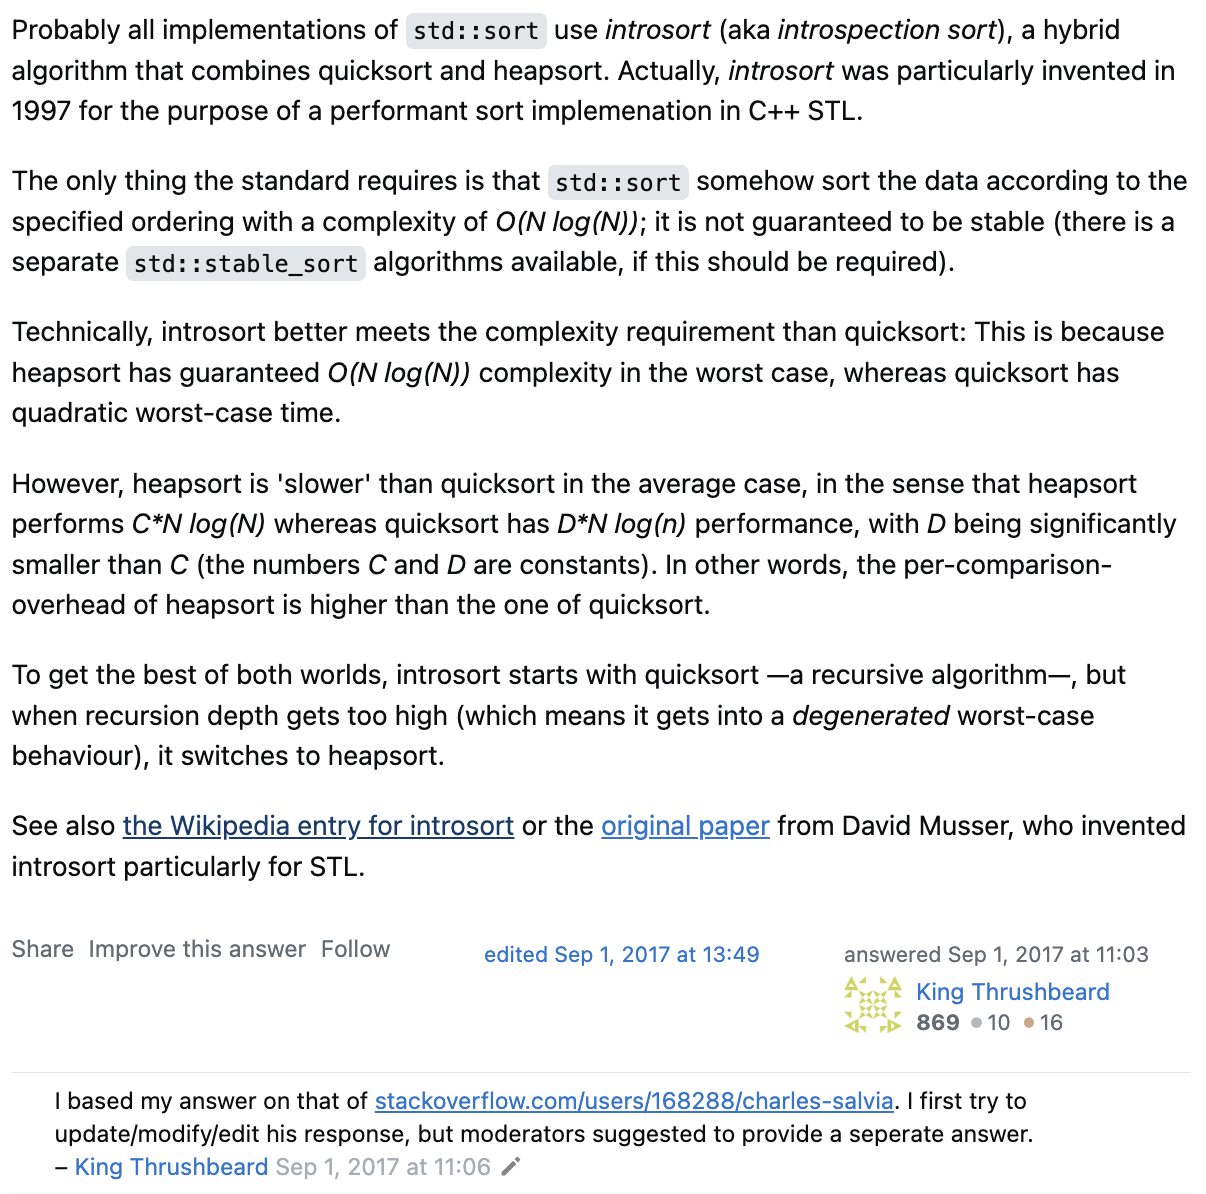 Probably all implementations of std::sort use introsort (aka introspection sort), a hybrid
algorithm that combines quicksort and heapsort. Actually, introsort was particularly invented in
1997 for the purpose of a performant sort implemenation in C++ STL.
The only thing the standard requires is that std::sort somehow sort the data according to the
specified ordering with a complexity of O(N log(N)); it is not guaranteed to be stable (there is a
separate std::stable_sort algorithms available, if this should be required).
Technically, introsort better meets the complexity requirement than quicksort: This is because
heapsort has guaranteed O(N log(N)) complexity in the worst case, whereas quicksort has
quadratic worst-case time.
However, heapsort is 'slower' than quicksort in the average case, in the sense that heapsort
performs C*N log(N) whereas quicksort has D*N log(n) performance, with D being significantly
smaller than C (the numbers C and D are constants). In other words, the per-comparison-
overhead of heapsort is higher than the one of quicksort.
To get the best of both worlds, introsort starts with quicksort —a recursive algorithm—, but
when recursion depth gets too high (which means it gets into a degenerated worst-case
behaviour), it switches to heapsort.
See also the Wikipedia entry for introsort or the original paper from David Musser, who invented
introsort particularly for STL.
Share Improve this answer Follow edited Sep 1, 2017 at 13:49 answered Sep 1, 2017 at 11:03
King Thrushbeard
869 10 16
I based my answer on that of stackoverflow.com/users/168288/charles-salvia. I first try to
update/modify/edit his response, but moderators suggested to provide a seperate answer.
– King Thrushbeard Sep 1, 2017 at 11:06